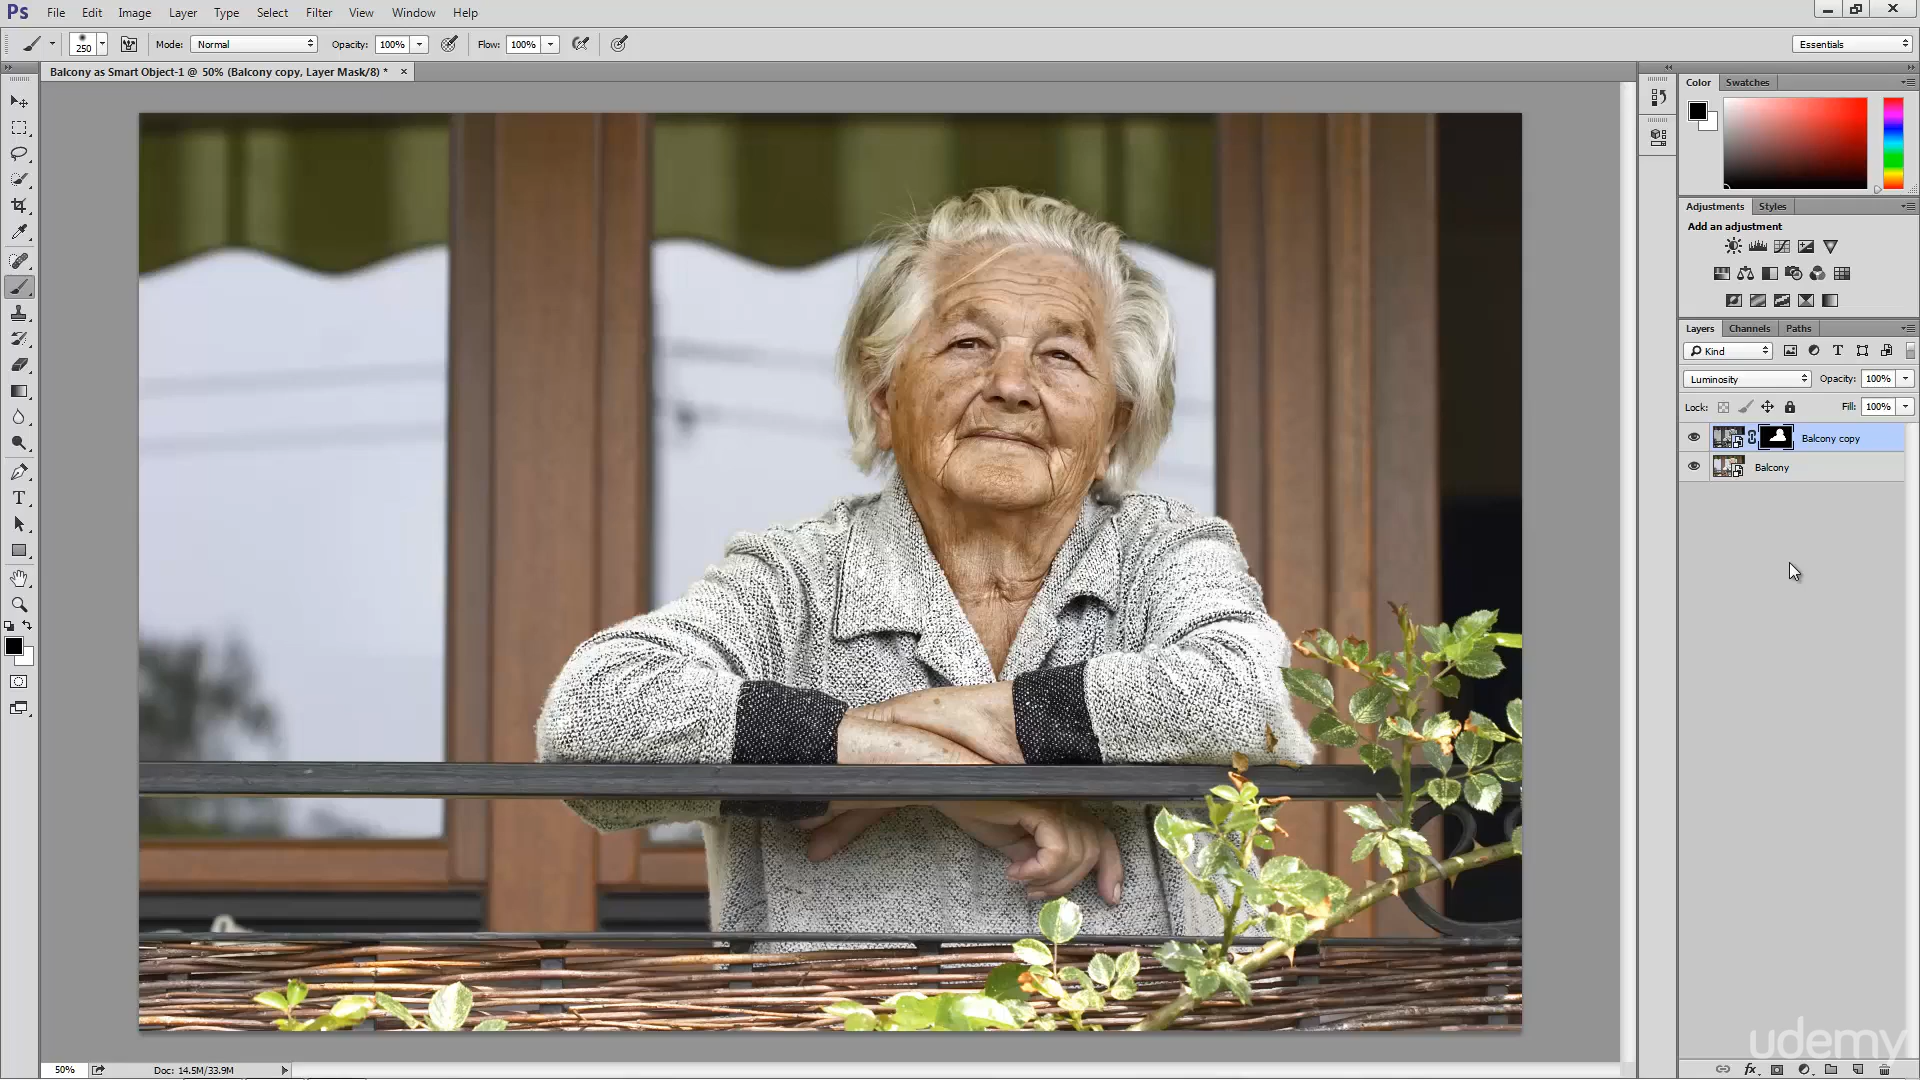 Ps File Edit Image Layer Type Select Filter View Window Help
250 Mode: Normal Opacity: 100% Flow: 100% Essentials
Balcony as Smart Object-1 @ 50% (Balcony copy, Layer Mask/8) * ×
Color Swatches
Adjustments Styles
Add an adjustment
Layers Channels Paths
Kind
Luminosity Opacity: 100%
Lock: Fill: 100%
Balcony copy
Balcony
udemy
50% Doc: 14.5M/33.9M
fx